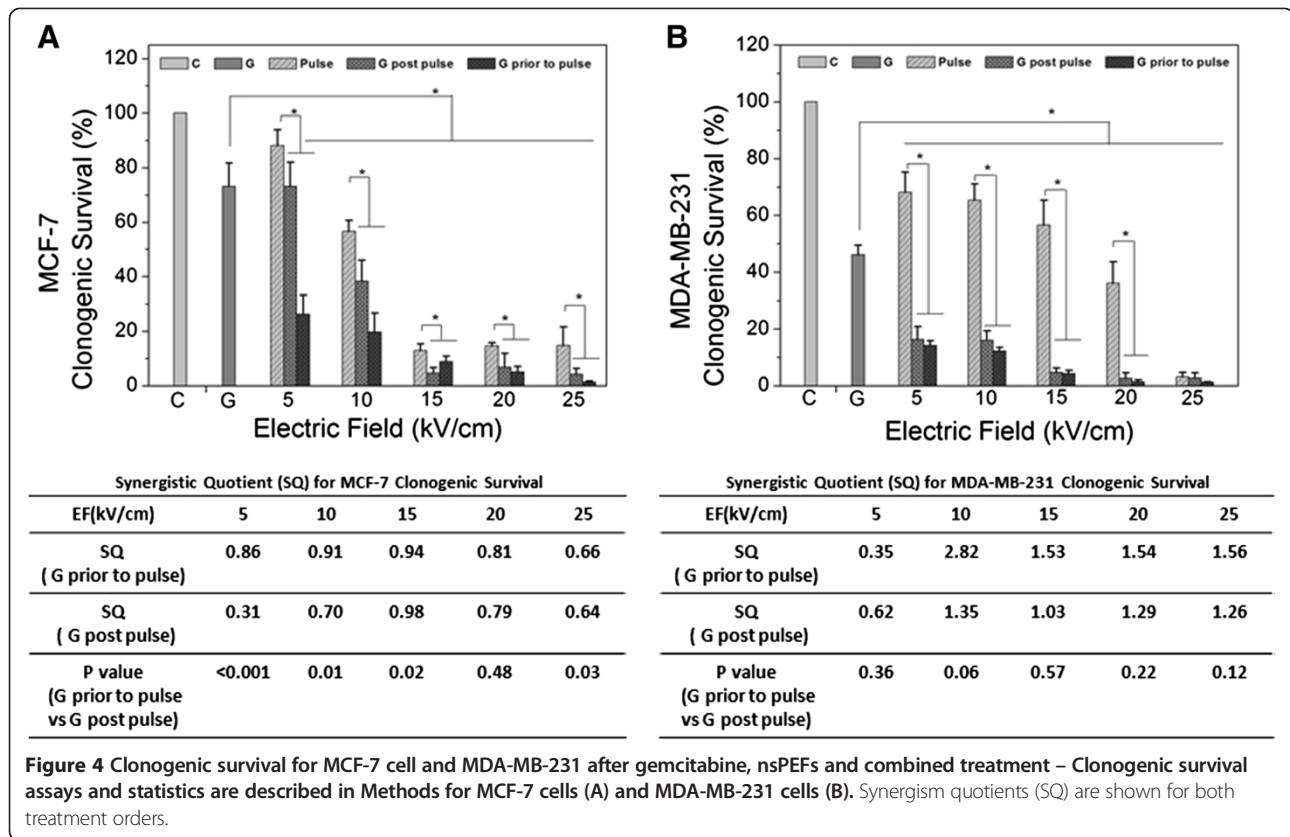 A
120
100
80
60
40
20
0
MCF-7
Clonogenic Survival (%)
C G Pulse G post pulse G prior to pulse
*
*
*
*
*
*
C G 5 10 15 20 25
Electric Field (kV/cm)
B
120
100
80
60
40
20
0
MDA-MB-231
Clonogenic Survival (%)
C G Pulse G post pulse G prior to pulse
*
*
*
*
*
C G 5 10 15 20 25
Electric Field (kV/cm)
Synergistic Quotient (SQ) for MCF-7 Clonogenic Survival
EF(kV/cm) 5 10 15 20 25
SQ 0.86 0.91 0.94 0.81 0.66
( G prior to pulse)
SQ 0.31 0.70 0.98 0.79 0.64
( G post pulse)
P value <0.001 0.01 0.02 0.48 0.03
(G prior to pulse
vs G post pulse)
Synergistic Quotient (SQ) for MDA-MB-231 Clonogenic Survival
EF(kV/cm) 5 10 15 20 25
SQ 0.35 2.82 1.53 1.54 1.56
( G prior to pulse)
SQ 0.62 1.35 1.03 1.29 1.26
( G post pulse)
P value 0.36 0.06 0.57 0.22 0.12
(G prior to pulse
vs G post pulse)
Figure 4 Clonogenic survival for MCF-7 cell and MDA-MB-231 after gemcitabine, nsPEFs and combined treatment – Clonogenic survival
assays and statistics are described in Methods for MCF-7 cells (A) and MDA-MB-231 cells (B). Synergism quotients (SQ) are shown for both
treatment orders.